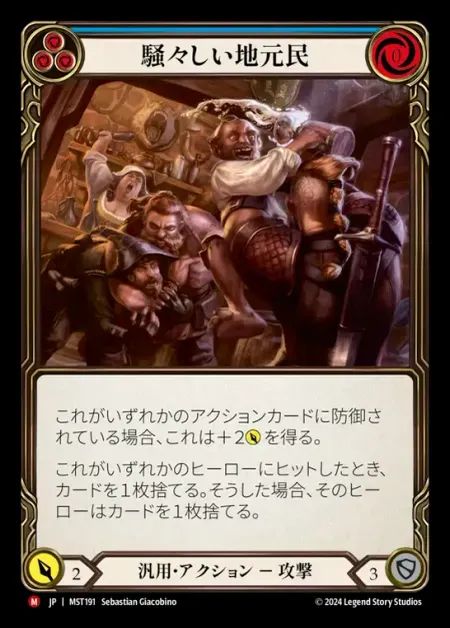 騒々しい地元民
0
これがいずれかのアクションカードに防御さ
れている場合、これは＋2を得る。
これがいずれかのヒーローにヒットしたとき、
カードを1枚捨てる。そうした場合、そのヒー
ローはカードを1枚捨てる。
2
汎用・アクション － 攻撃
3
M JP | MST191 Sebastian Giacobino
© 2024 Legend Story Studios